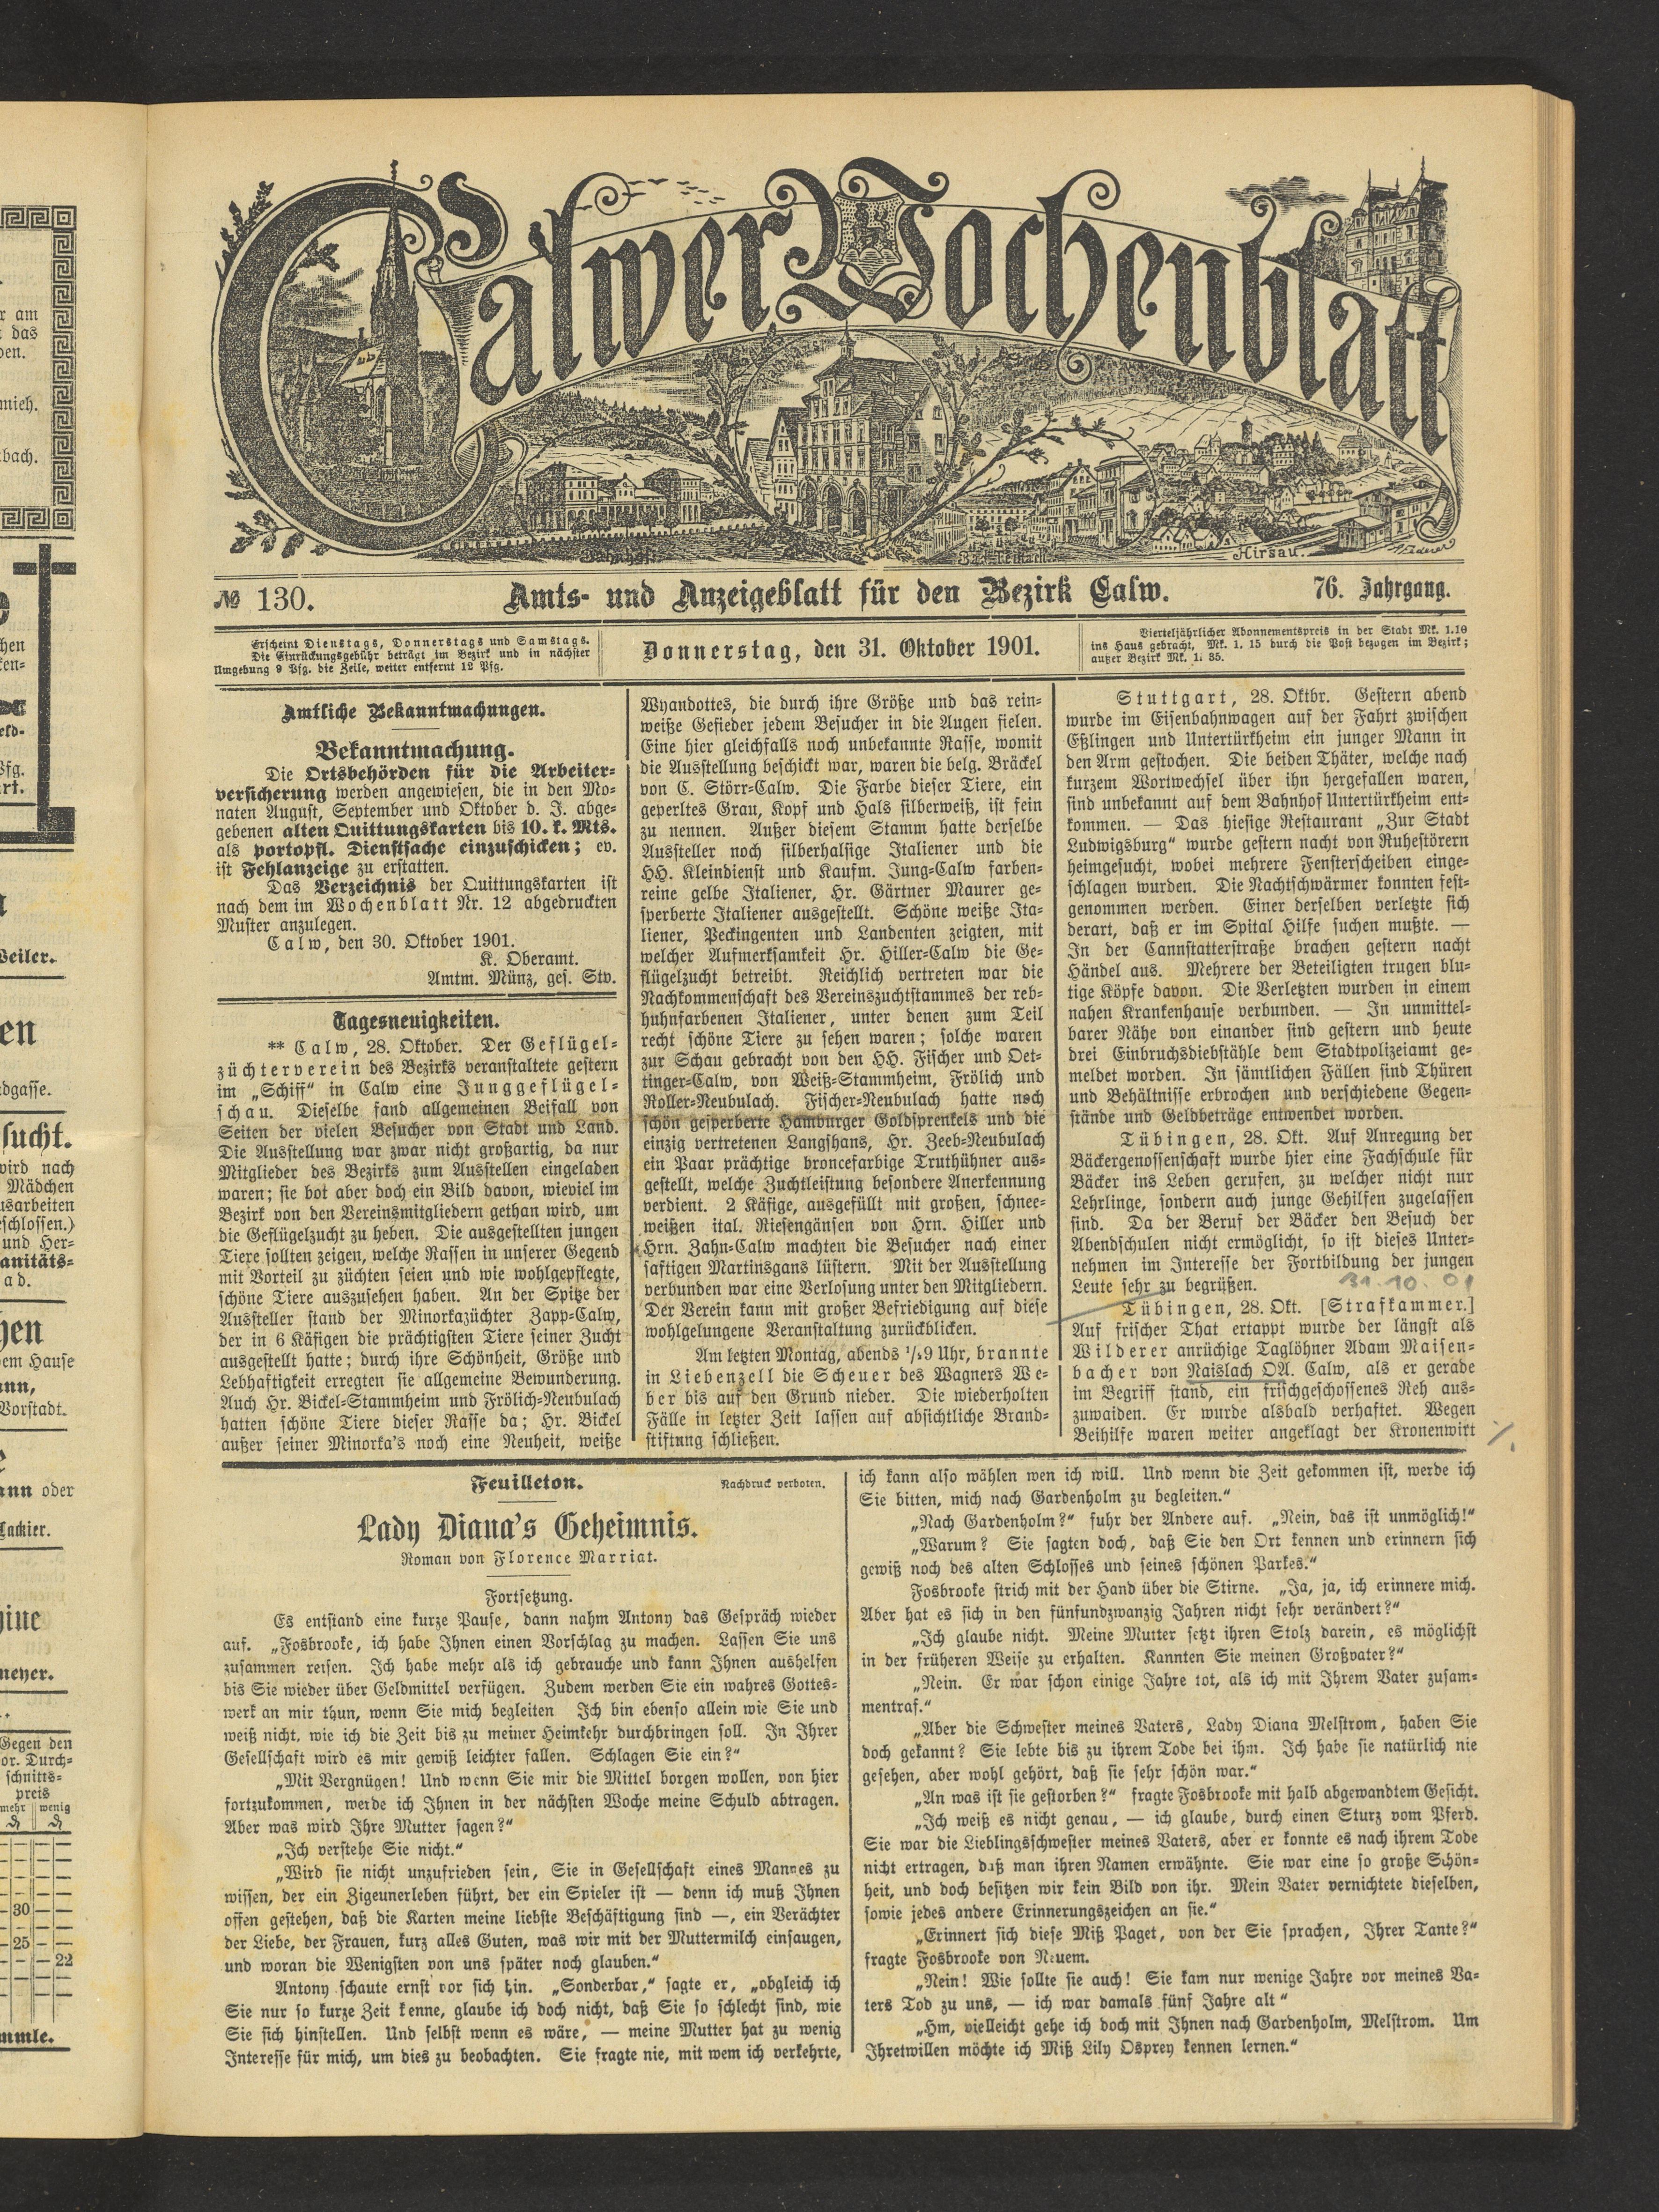 Calwer Wochenblatt
Bahnhof.
Bad Teinach.
Hirsau.
№ 130.
Amts- und Anzeigeblatt für den Bezirk Calw.
76. Jahrgang.
Erscheint Dienstags, Donnerstags und Samstags.
Die Einrückungsgebühr beträgt im Bezirk und in nächster
Umgebung 9 Pfg. die Zeile, weiter entfernt 12 Pfg.
Donnerstag, den 31. Oktober 1901.
Vierteljährlicher Abonnementspreis in der Stadt Mk. 1.10
ins Haus gebracht, Mk. 1. 15 durch die Post bezogen im Bezirk;
außer Bezirk Mk. 1. 35.
Amtliche Bekanntmachungen.
Bekanntmachung.
Die Ortsbehörden für die Arbeiter-
versicherung werden angewiesen, die in den Mo-
naten August, September und Oktober d. J. abge-
gebenen alten Quittungskarten bis 10. k. Mts.
als portopfl. Dienstsache einzuschicken; ev.
ist Fehlanzeige zu erstatten.
Das Verzeichnis der Quittungskarten ist
nach dem im Wochenblatt Nr. 12 abgedruckten
Muster anzulegen.
Calw, den 30. Oktober 1901.
K. Oberamt.
Amtm. Münz, ges. Stv.
Tagesneuigkeiten.
** Calw, 28. Oktober. Der Geflügel-
züchterverein des Bezirks veranstaltete gestern
im „Schiff“ in Calw eine Junggeflügel-
schau. Dieselbe fand allgemeinen Beifall von
Seiten der vielen Besucher von Stadt und Land.
Die Ausstellung war zwar nicht großartig, da nur
Mitglieder des Bezirks zum Ausstellen eingeladen
waren; sie bot aber doch ein Bild davon, wieviel im
Bezirk von den Vereinsmitgliedern gethan wird, um
die Geflügelzucht zu heben. Die ausgestellten jungen
Tiere sollten zeigen, welche Rassen in unserer Gegend
mit Vorteil zu züchten seien und wie wohlgepflegte,
schöne Tiere auszusehen haben. An der Spitze der
Aussteller stand der Minorkazüchter Zapp-Calw,
der in 6 Käfigen die prächtigsten Tiere seiner Zucht
ausgestellt hatte; durch ihre Schönheit, Größe und
Lebhaftigkeit erregten sie allgemeine Bewunderung.
Auch Hr. Bickel-Stammheim und Frölich-Neubulach
hatten schöne Tiere dieser Rasse da; Hr. Bickel
außer seiner Minorka's noch eine Neuheit, weiße
Wyandottes, die durch ihre Größe und das rein-
weiße Gefieder jedem Besucher in die Augen fielen.
Eine hier gleichfalls noch unbekannte Rasse, womit
die Ausstellung beschickt war, waren die belg. Bräckel
von C. Störr-Calw. Die Farbe dieser Tiere, ein
geperltes Grau, Kopf und Hals silberweiß, ist fein
zu nennen. Außer diesem Stamm hatte derselbe
Aussteller noch silberhalsige Italiener und die
HH. Kleindienst und Kaufm. Jung-Calw farben-
reine gelbe Italiener, Hr. Gärtner Maurer ge-
sperberte Italiener ausgestellt. Schöne weiße Ita-
liener, Peckingenten und Landenten zeigten, mit
welcher Aufmerksamkeit Hr. Hiller-Calw die Ge-
flügelzucht betreibt. Reichlich vertreten war die
Nachkommenschaft des Vereinszuchtstammes der reb-
huhnfarbenen Italiener, unter denen zum Teil
recht schöne Tiere zu sehen waren; solche waren
zur Schau gebracht von den HH. Fischer und Oet-
tinger-Calw, von Weiß-Stammheim, Frölich und
Roller-Neubulach. Fischer-Neubulach hatte noch
schön gesperberte Hamburger Goldsprenkels und die
einzig vertretenen Langshans, Hr. Zeeb-Neubulach
ein Paar prächtige broncefarbige Truthühner aus-
gestellt, welche Zuchtleistung besondere Anerkennung
verdient. 2 Käfige, ausgefüllt mit großen, schnee-
weißen ital. Riesengänsen von Hrn. Hiller und
Hrn. Zahn-Calw machten die Besucher nach einer
saftigen Martinsgans lüstern. Mit der Ausstellung
verbunden war eine Verlosung unter den Mitgliedern.
Der Verein kann mit großer Befriedigung auf diese
wohlgelungene Veranstaltung zurückblicken.
Am letzten Montag, abends ½9 Uhr, brannte
in Liebenzell die Scheuer des Wagners We-
ber bis auf den Grund nieder. Die wiederholten
Fälle in letzter Zeit lassen auf absichtliche Brand-
stiftung schließen.
Stuttgart, 28. Oktbr. Gestern abend
wurde im Eisenbahnwagen auf der Fahrt zwischen
Eßlingen und Untertürkheim ein junger Mann in
den Arm gestochen. Die beiden Thäter, welche nach
kurzem Wortwechsel über ihn hergefallen waren,
sind unbekannt auf dem Bahnhof Untertürkheim ent-
kommen. — Das hiesige Restaurant „Zur Stadt
Ludwigsburg“ wurde gestern nacht von Ruhestörern
heimgesucht, wobei mehrere Fensterscheiben einge-
schlagen wurden. Die Nachtschwärmer konnten fest-
genommen werden. Einer derselben verletzte sich
derart, daß er im Spital Hilfe suchen mußte. —
In der Cannstatterstraße brachen gestern nacht
Händel aus. Mehrere der Beteiligten trugen blu-
tige Köpfe davon. Die Verletzten wurden in einem
nahen Krankenhause verbunden. — In unmittel-
barer Nähe von einander sind gestern und heute
drei Einbruchsdiebstähle dem Stadtpolizeiamt ge-
meldet worden. In sämtlichen Fällen sind Thüren
und Behältnisse erbrochen und verschiedene Gegen-
stände und Geldbeträge entwendet worden.
Tübingen, 28. Okt. Auf Anregung der
Bäckergenossenschaft wurde hier eine Fachschule für
Bäcker ins Leben gerufen, zu welcher nicht nur
Lehrlinge, sondern auch junge Gehilfen zugelassen
sind. Da der Beruf der Bäcker den Besuch der
Abendschulen nicht ermöglicht, so ist dieses Unter-
nehmen im Interesse der Fortbildung der jungen
Leute sehr zu begrüßen.
31.10.01
Tübingen, 28. Okt. [Strafkammer.]
Auf frischer That ertappt wurde der längst als
Wilderer anrüchige Taglöhner Adam Maisen-
bacher von Naislach OA. Calw, als er gerade
im Begriff stand, ein frischgeschossenes Reh aus-
zuwaiden. Er wurde alsbald verhaftet. Wegen
Beihilfe waren weiter angeklagt der Kronenwirt
Feuilleton.
Nachdruck verboten.
Lady Diana's Geheimnis.
Roman von Florence Marriat.
Fortsetzung.
Es entstand eine kurze Pause, dann nahm Antony das Gespräch wieder
auf. „Fosbrooke, ich habe Ihnen einen Vorschlag zu machen. Lassen Sie uns
zusammen reisen. Ich habe mehr als ich gebrauche und kann Ihnen aushelfen
bis Sie wieder über Geldmittel verfügen. Zudem werden Sie ein wahres Gottes-
werk an mir thun, wenn Sie mich begleiten Ich bin ebenso allein wie Sie und
weiß nicht, wie ich die Zeit bis zu meiner Heimkehr durchbringen soll. In Ihrer
Gesellschaft wird es mir gewiß leichter fallen. Schlagen Sie ein?“
„Mit Vergnügen! Und wenn Sie mir die Mittel borgen wollen, von hier
fortzukommen, werde ich Ihnen in der nächsten Woche meine Schuld abtragen.
Aber was wird Ihre Mutter sagen?“
„Ich verstehe Sie nicht.“
„Wird sie nicht unzufrieden sein, Sie in Gesellschaft eines Mannes zu
wissen, der ein Zigeunerleben führt, der ein Spieler ist — denn ich muß Ihnen
offen gestehen, daß die Karten meine liebste Beschäftigung sind —, ein Verächter
der Liebe, der Frauen, kurz alles Guten, was wir mit der Muttermilch einsaugen,
und woran die Wenigsten von uns später noch glauben.“
Antony schaute ernst vor sich hin. „Sonderbar,“ sagte er, „obgleich ich
Sie nur so kurze Zeit kenne, glaube ich doch nicht, daß Sie so schlecht sind, wie
Sie sich hinstellen. Und selbst wenn es wäre, — meine Mutter hat zu wenig
Interesse für mich, um dies zu beobachten. Sie fragte nie, mit wem ich verkehrte,
ich kann also wählen wen ich will. Und wenn die Zeit gekommen ist, werde ich
Sie bitten, mich nach Gardenholm zu begleiten.“
„Nach Gardenholm?“ fuhr der Andere auf. „Nein, das ist unmöglich!“
„Warum? Sie sagten doch, daß Sie den Ort kennen und erinnern sich
gewiß noch des alten Schlosses und seines schönen Parkes.“
Fosbrooke strich mit der Hand über die Stirne. „Ja, ja, ich erinnere mich.
Aber hat es sich in den fünfundzwanzig Jahren nicht sehr verändert?“
„Ich glaube nicht. Meine Mutter setzt ihren Stolz darein, es möglichst
in der früheren Weise zu erhalten. Kannten Sie meinen Großvater?“
„Nein. Er war schon einige Jahre tot, als ich mit Ihrem Vater zusam-
mentraf.“
„Aber die Schwester meines Vaters, Lady Diana Melstrom, haben Sie
doch gekannt? Sie lebte bis zu ihrem Tode bei ihm. Ich habe sie natürlich nie
gesehen, aber wohl gehört, daß sie sehr schön war.“
„An was ist sie gestorben?“ fragte Fosbrooke mit halb abgewandtem Gesicht.
„Ich weiß es nicht genau, — ich glaube, durch einen Sturz vom Pferd.
Sie war die Lieblingsschwester meines Vaters, aber er konnte es nach ihrem Tode
nicht ertragen, daß man ihren Namen erwähnte. Sie war eine so große Schön-
heit, und doch besitzen wir kein Bild von ihr. Mein Vater vernichtete dieselben,
sowie jedes andere Erinnerungszeichen an sie.“
„Erinnert sich diese Miß Paget, von der Sie sprachen, Ihrer Tante?“
fragte Fosbrooke von Neuem.
„Nein! Wie sollte sie auch! Sie kam nur wenige Jahre vor meines Va-
ters Tod zu uns, — ich war damals fünf Jahre alt“
„Hm, vielleicht gehe ich doch mit Ihnen nach Gardenholm, Melstrom. Um
Ihretwillen möchte ich Miß Lily Osprey kennen lernen.“